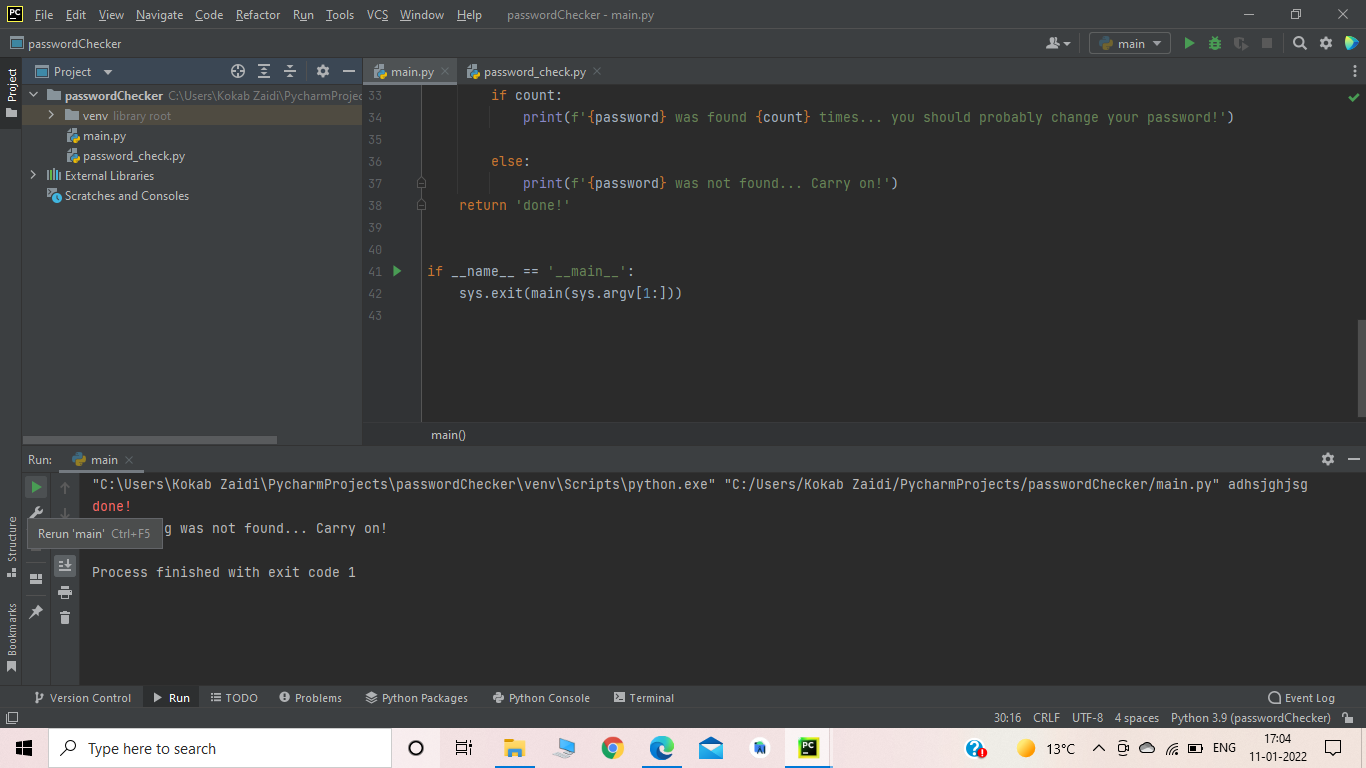 PC File Edit View Navigate Code Refactor Run Tools VCS Window Help passwordChecker - main.py
passwordChecker main
Project
Project main.py password_check.py
passwordChecker C:\Users\Kokab Zaidi\PycharmProjec
venv library root
main.py
password_check.py
External Libraries
Scratches and Consoles
33 if count:
34 print(f'{password} was found {count} times... you should probably change your password!')
35
36 else:
37 print(f'{password} was not found... Carry on!')
38 return 'done!'
39
40
41 if __name__ == '__main__':
42 sys.exit(main(sys.argv[1:]))
43
main()
Run: main
"C:\Users\Kokab Zaidi\PycharmProjects\passwordChecker\venv\Scripts\python.exe" "C:/Users/Kokab Zaidi/PycharmProjects/passwordChecker/main.py" adhsjghjsg
done!
g was not found... Carry on!
Rerun 'main' Ctrl+F5
Process finished with exit code 1
Structure
Bookmarks
Version Control Run TODO Problems Python Packages Python Console Terminal Event Log
30:16 CRLF UTF-8 4 spaces Python 3.9 (passwordChecker)
Type here to search PC 13°C ENG 17:04
11-01-2022